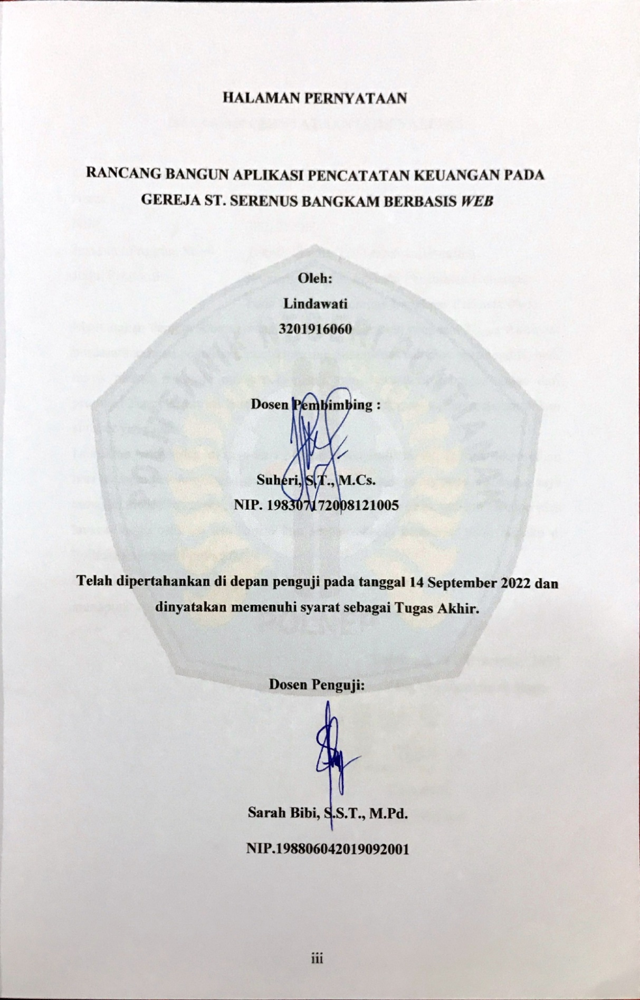 HALAMAN PERNYATAAN
RANCANG BANGUN APLIKASI PENCATATAN KEUANGAN PADA
GEREJA ST. SERENUS BANGKAM BERBASIS WEB
Oleh:
Lindawati
3201916060
Dosen Pembimbing :
Suheri, S.T., M.Cs.
NIP. 198307172008121005
Telah dipertahankan di depan penguji pada tanggal 14 September 2022 dan
dinyatakan memenuhi syarat sebagai Tugas Akhir.
POLNEP
Dosen Penguji:
Sarah Bibi, S.S.T., M.Pd.
NIP.198806042019092001
iii